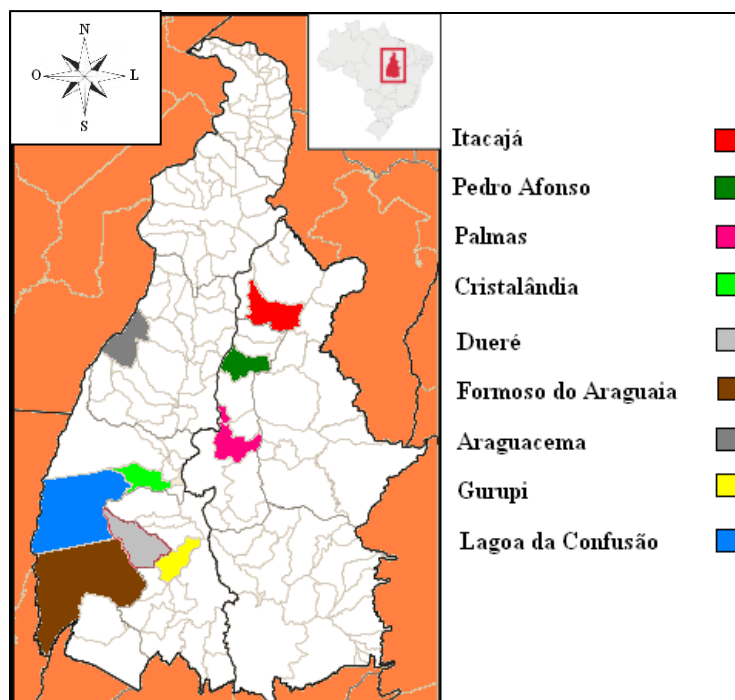 N
O
L
S
Itacajá
Pedro Afonso
Palmas
Cristalândia
Dueré
Formoso do Araguaia
Araguacema
Gurupi
Lagoa da Confusão